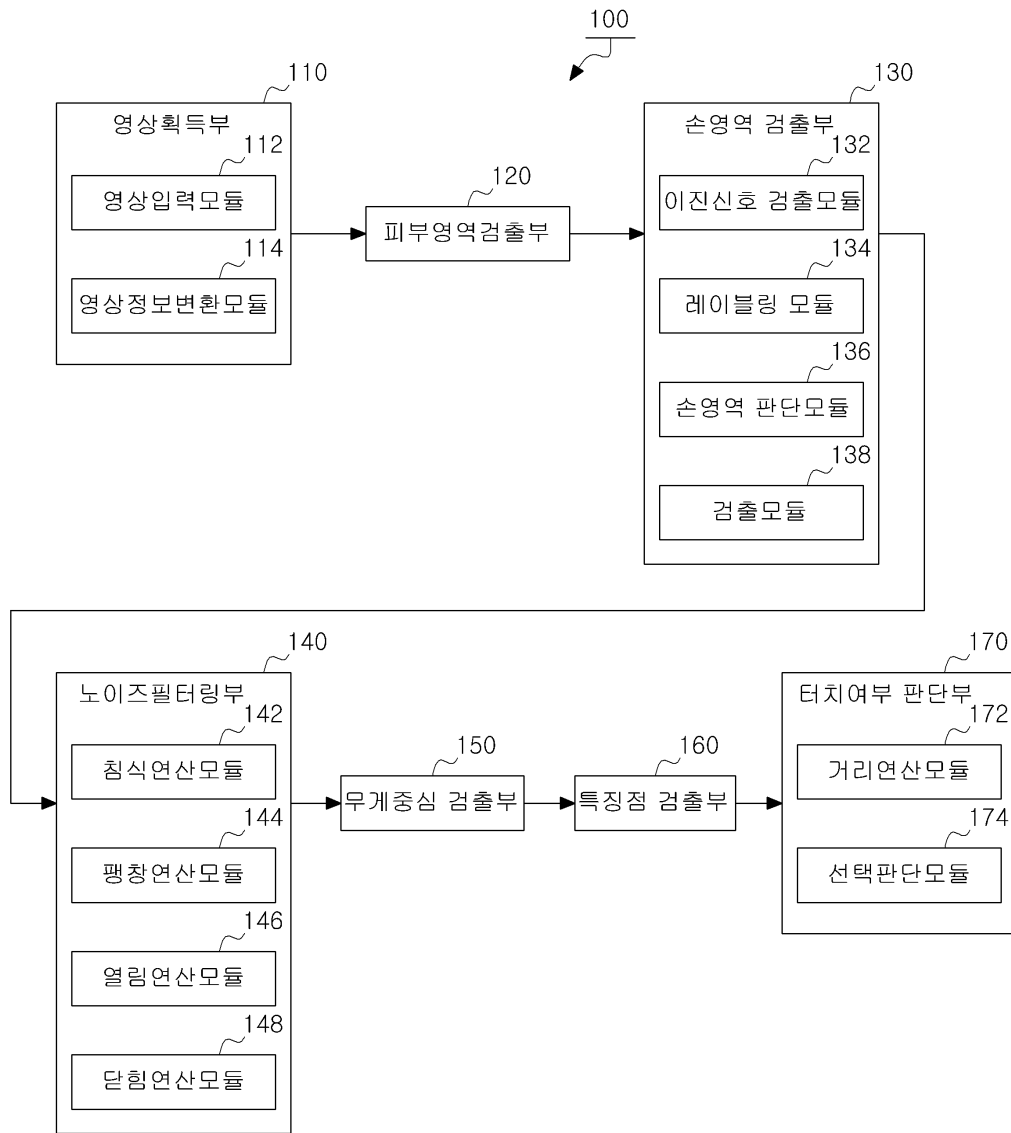 100
110
영상획득부
112
영상입력모듈
114
영상정보변환모듈
120
피부영역검출부
130
손영역 검출부
132
이진신호 검출모듈
134
레이블링 모듈
136
손영역 판단모듈
138
검출모듈
140
노이즈필터링부
142
침식연산모듈
144
팽창연산모듈
146
열림연산모듈
148
닫힘연산모듈
150
무게중심 검출부
160
특징점 검출부
170
터치여부 판단부
172
거리연산모듈
174
선택판단모듈